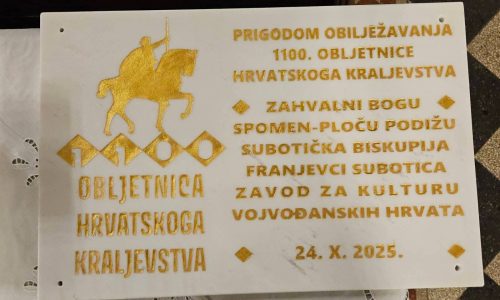 1100
OBLJETNICA
HRVATSKOGA
KRALJEVSTVA
PRIGODOM OBILJEŽAVANJA
1100. OBLJETNICE
HRVATSKOGA KRALJEVSTVA
ZAHVALNI BOGU
SPOMEN-PLOČU PODIŽU
SUBOTIČKA BISKUPIJA
FRANJEVCI SUBOTICA
ZAVOD ZA KULTURU
VOJVOĐANSKIH HRVATA
24. X. 2025.